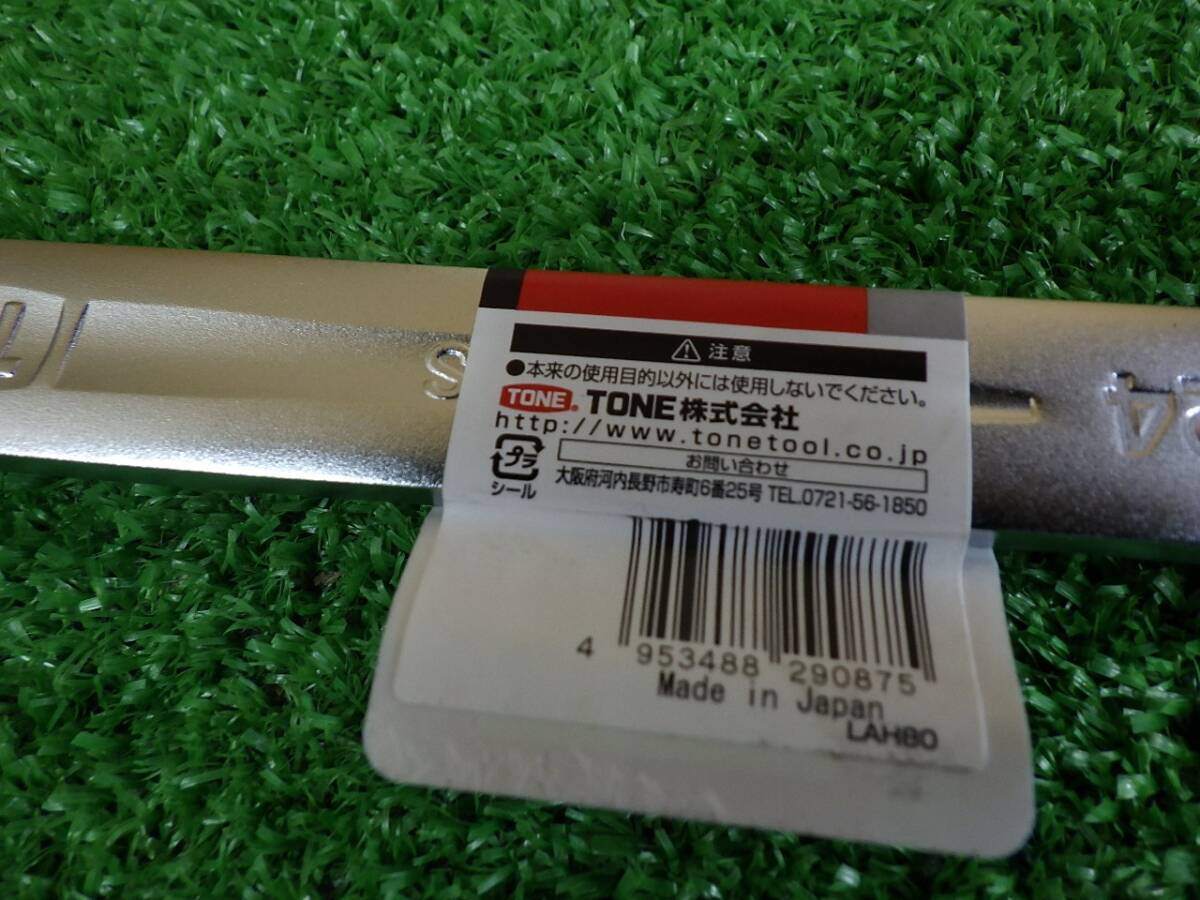 ⚠ 注意
●本来の使用目的以外には使用しないでください。
TONE® TONE株式会社
http://www.tonetool.co.jp
プラ
お問い合わせ
シール
大阪府河内長野市寿町6番25号 TEL.0721-56-1850
4 953488 290875
Made in Japan
LAH80